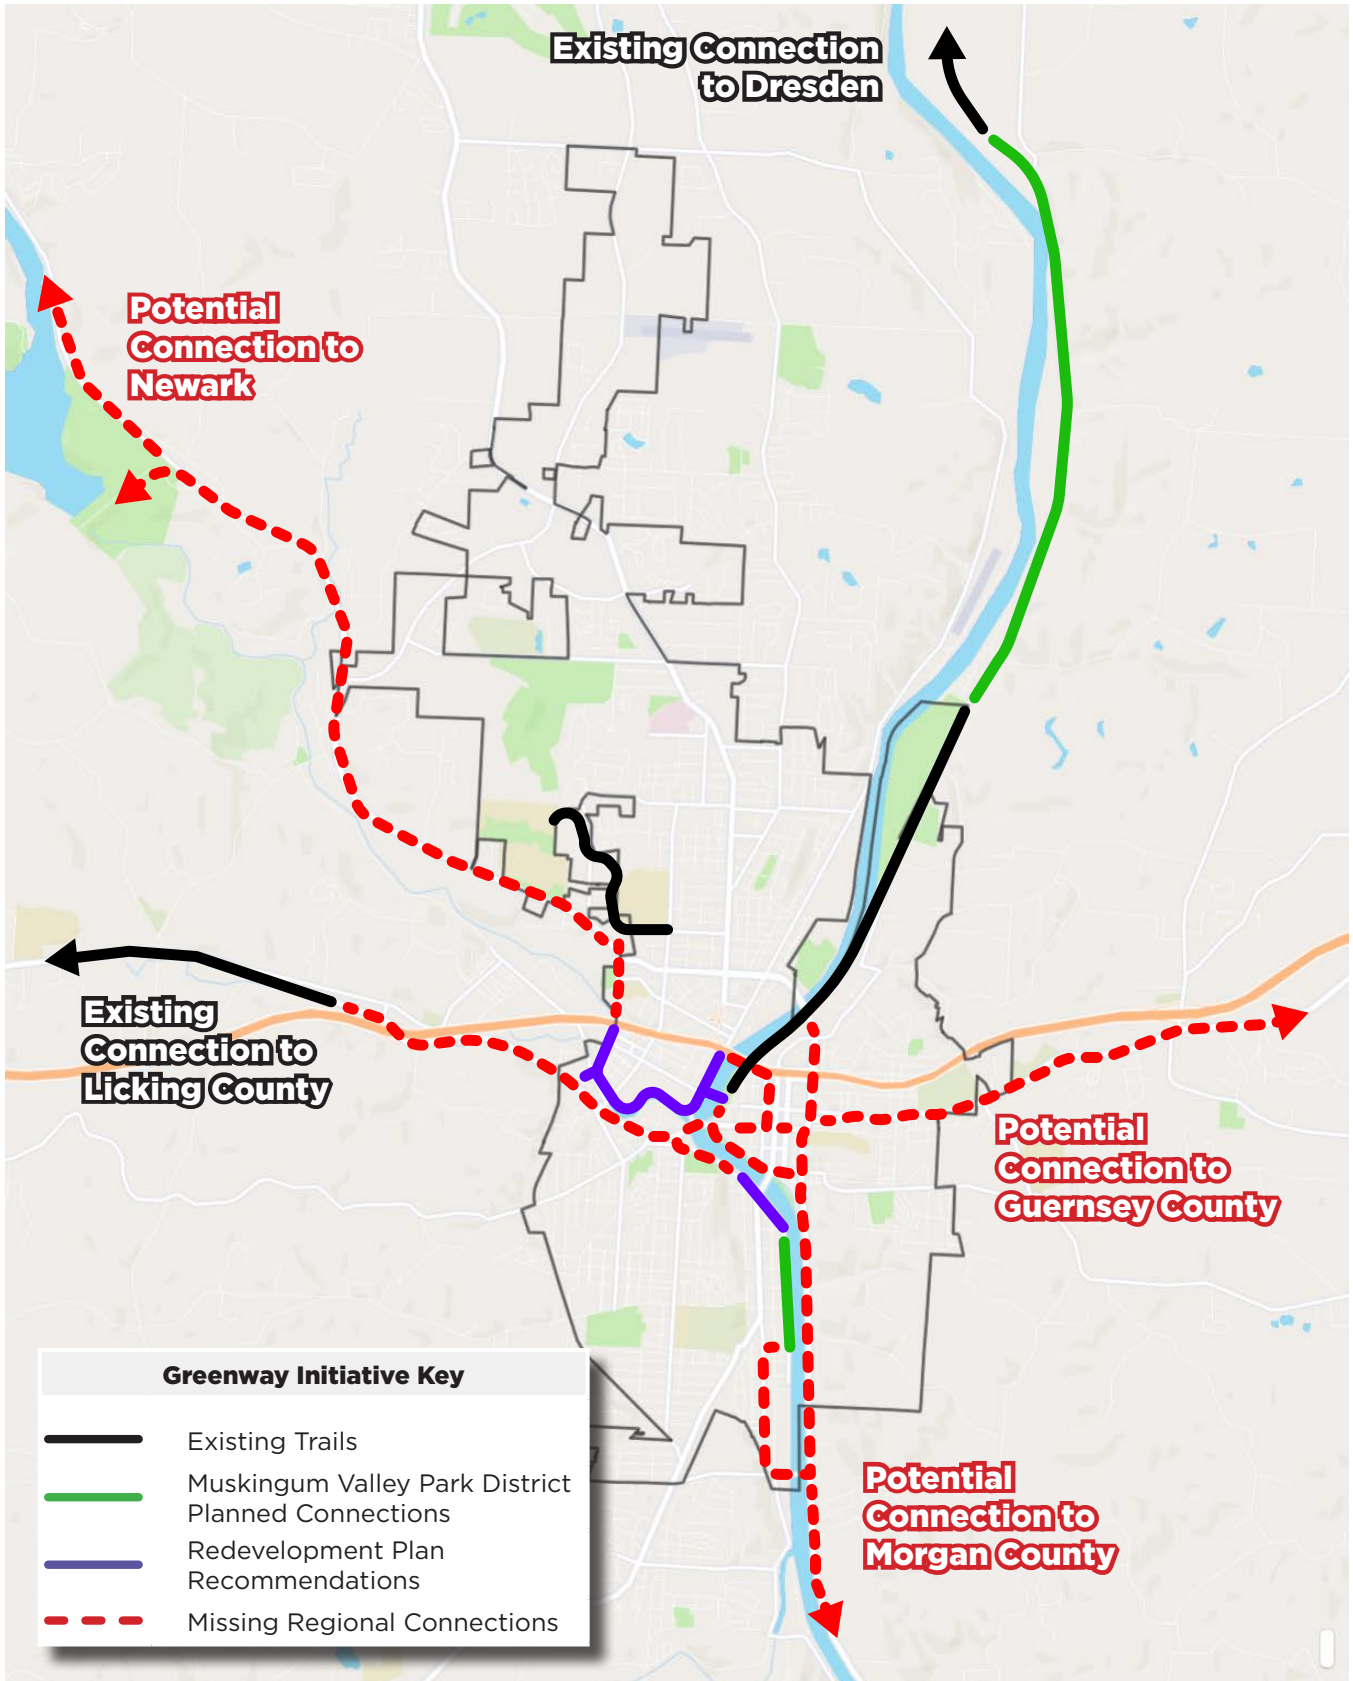 Existing Connection
to Dresden
Potential
Connection to
Newark
Existing
Connection to
Licking County
Potential
Connection to
Guernsey County
Potential
Connection to
Morgan County
Greenway Initiative Key
Existing Trails
Muskingum Valley Park District
Planned Connections
Redevelopment Plan
Recommendations
Missing Regional Connections